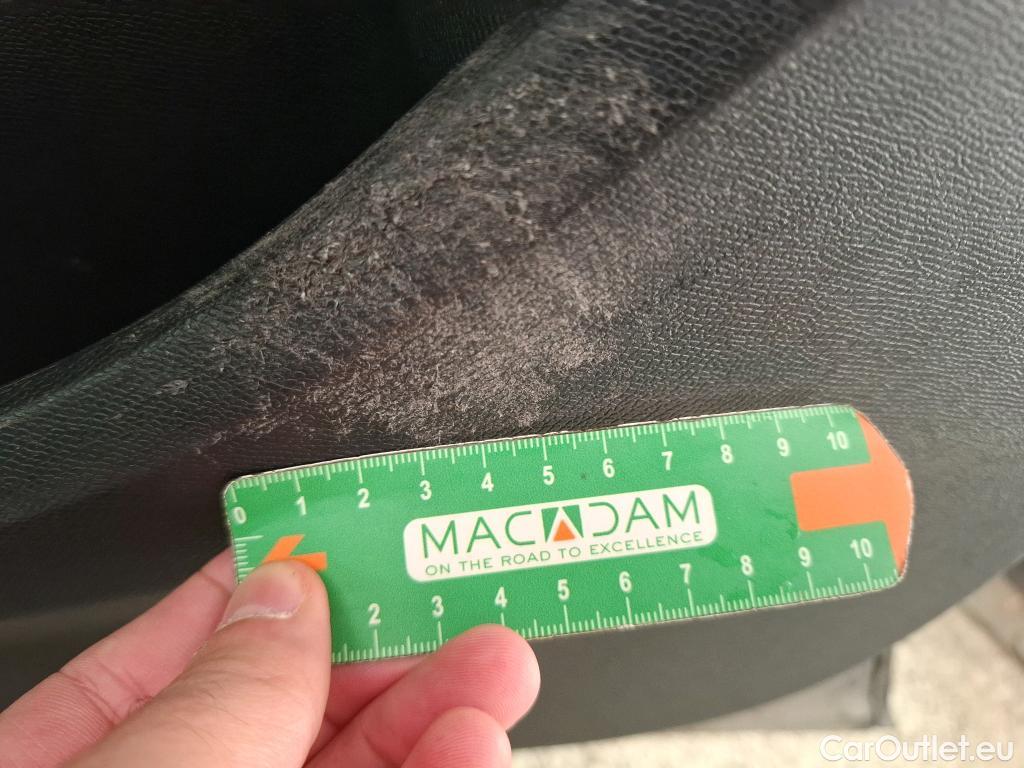 0 1 2 3 4 5 6 7 8 9 10
MACADAM
ON THE ROAD TO EXCELLENCE
2 3 4 5 6 7 8 9 10
CarOutlet.eu